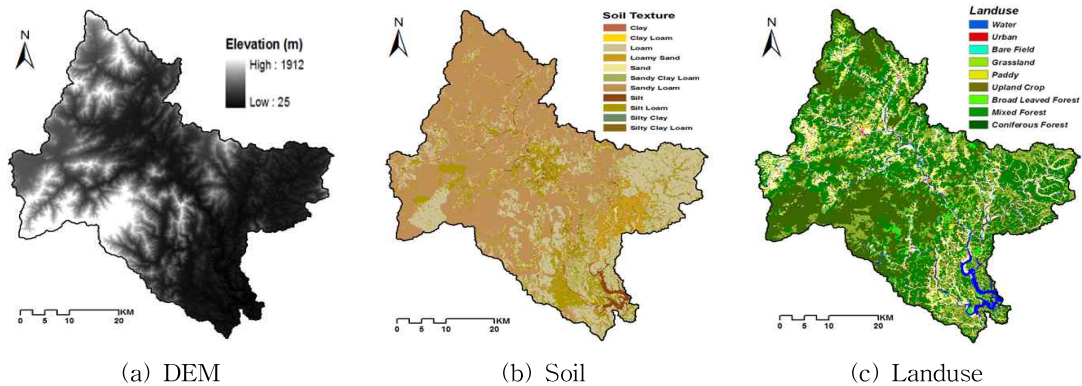 N
Elevation (m)
High : 1912
Low : 25
0 5 10 20 KM
(a) DEM
N
Soil Texture
Clay
Clay Loam
Loam
Loamy Sand
Sand
Sandy Clay Loam
Sandy Loam
Silt
Silt Loam
Silty Clay
Silty Clay Loam
0 5 10 20 KM
(b) Soil
N
Landuse
Water
Urban
Bare Field
Grassland
Paddy
Upland Crop
Broad Leaved Forest
Mixed Forest
Coniferous Forest
0 5 10 20 KM
(c) Landuse